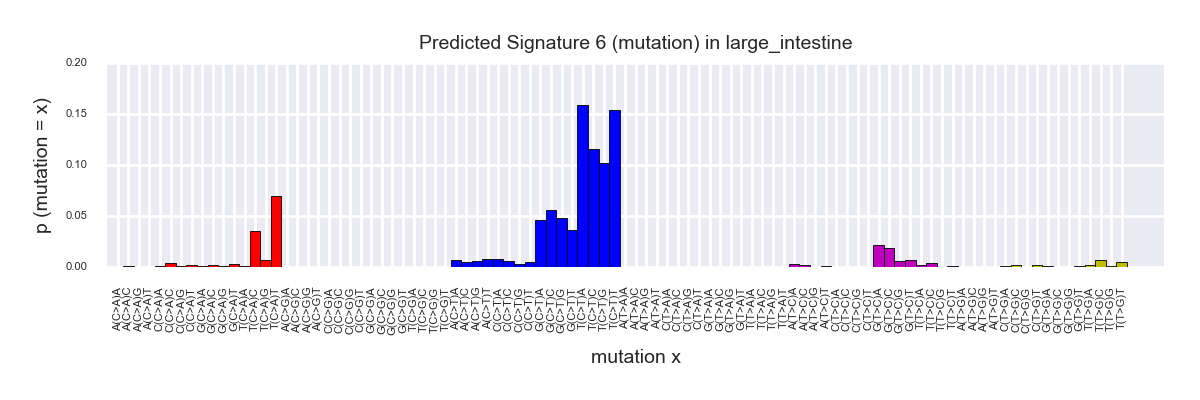 Predicted Signature 6 (mutation) in large_intestine
p (mutation = x)
0.20
0.15
0.10
0.05
0.00
A(C>A)A
A(C>A)C
A(C>A)G
A(C>A)T
C(C>A)A
C(C>A)C
C(C>A)G
C(C>A)T
G(C>A)A
G(C>A)C
G(C>A)G
G(C>A)T
T(C>A)A
T(C>A)C
T(C>A)G
T(C>A)T
A(C>G)A
A(C>G)C
A(C>G)G
A(C>G)T
C(C>G)A
C(C>G)C
C(C>G)G
C(C>G)T
G(C>G)A
G(C>G)C
G(C>G)G
G(C>G)T
T(C>G)A
T(C>G)C
T(C>G)G
T(C>G)T
A(C>T)A
A(C>T)C
A(C>T)G
A(C>T)T
C(C>T)A
C(C>T)C
C(C>T)G
C(C>T)T
G(C>T)A
G(C>T)C
G(C>T)G
G(C>T)T
T(C>T)A
T(C>T)C
T(C>T)G
T(C>T)T
A(T>A)A
A(T>A)C
A(T>A)G
A(T>A)T
C(T>A)A
C(T>A)C
C(T>A)G
C(T>A)T
G(T>A)A
G(T>A)C
G(T>A)G
G(T>A)T
T(T>A)A
T(T>A)C
T(T>A)G
T(T>A)T
A(T>C)A
A(T>C)C
A(T>C)G
A(T>C)T
C(T>C)A
C(T>C)C
C(T>C)G
C(T>C)T
G(T>C)A
G(T>C)C
G(T>C)G
G(T>C)T
T(T>C)A
T(T>C)C
T(T>C)G
T(T>C)T
A(T>G)A
A(T>G)C
A(T>G)G
A(T>G)T
C(T>G)A
C(T>G)C
C(T>G)G
C(T>G)T
G(T>G)A
G(T>G)C
G(T>G)G
G(T>G)T
T(T>G)A
T(T>G)C
T(T>G)G
T(T>G)T
mutation x